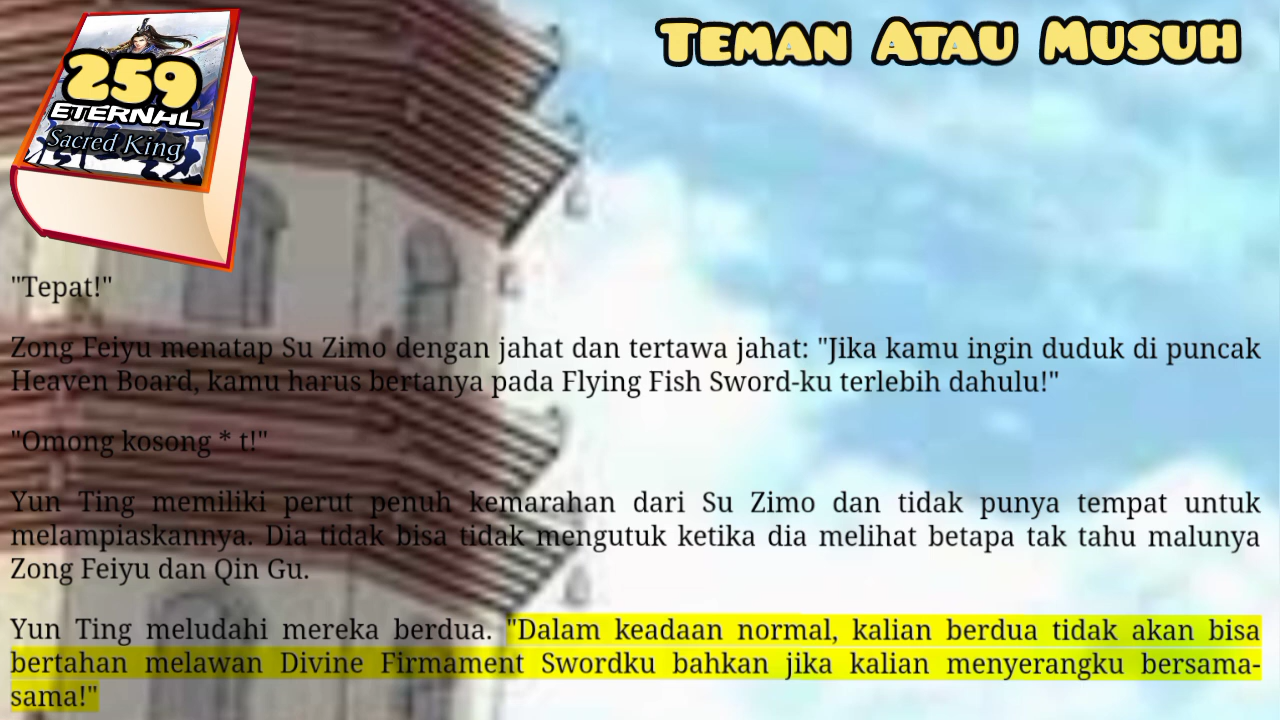 Teman Atau Musuh
259
ETERNAL
Sacred King
"Tepat!"
Zong Feiyu menatap Su Zimo dengan jahat dan tertawa jahat: "Jika kamu ingin duduk di puncak
Heaven Board, kamu harus bertanya pada Flying Fish Sword-ku terlebih dahulu!"
"Omong kosong * t!"
Yun Ting memiliki perut penuh kemarahan dari Su Zimo dan tidak punya tempat untuk
melampiaskannya. Dia tidak bisa tidak mengutuk ketika dia melihat betapa tak tahu malunya
Zong Feiyu dan Qin Gu.
Yun Ting meludahi mereka berdua. "Dalam keadaan normal, kalian berdua tidak akan bisa
bertahan melawan Divine Firmament Swordku bahkan jika kalian menyerangku bersama-
sama!"